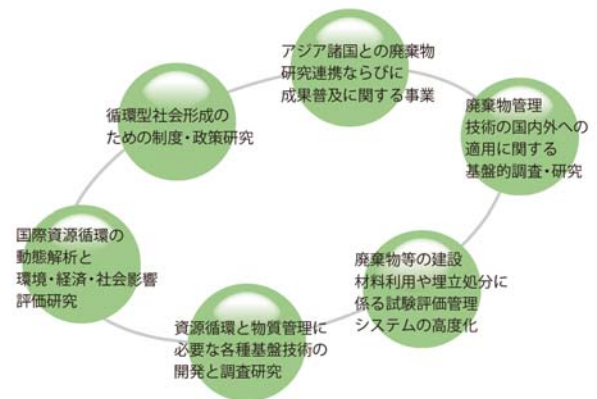 アジア諸国との廃棄物
研究連携ならびに
成果普及に関する事業
廃棄物管理
技術の国内外への
適用に関する
基盤的調査・研究
廃棄物等の建設
材料利用や埋立処分に
係る試験評価管理
システムの高度化
資源循環と物質管理に
必要な各種基盤技術の
開発と調査研究
国際資源循環の
動態解析と
環境・経済・社会影響
評価研究
循環型社会形成の
ための制度・政策研究